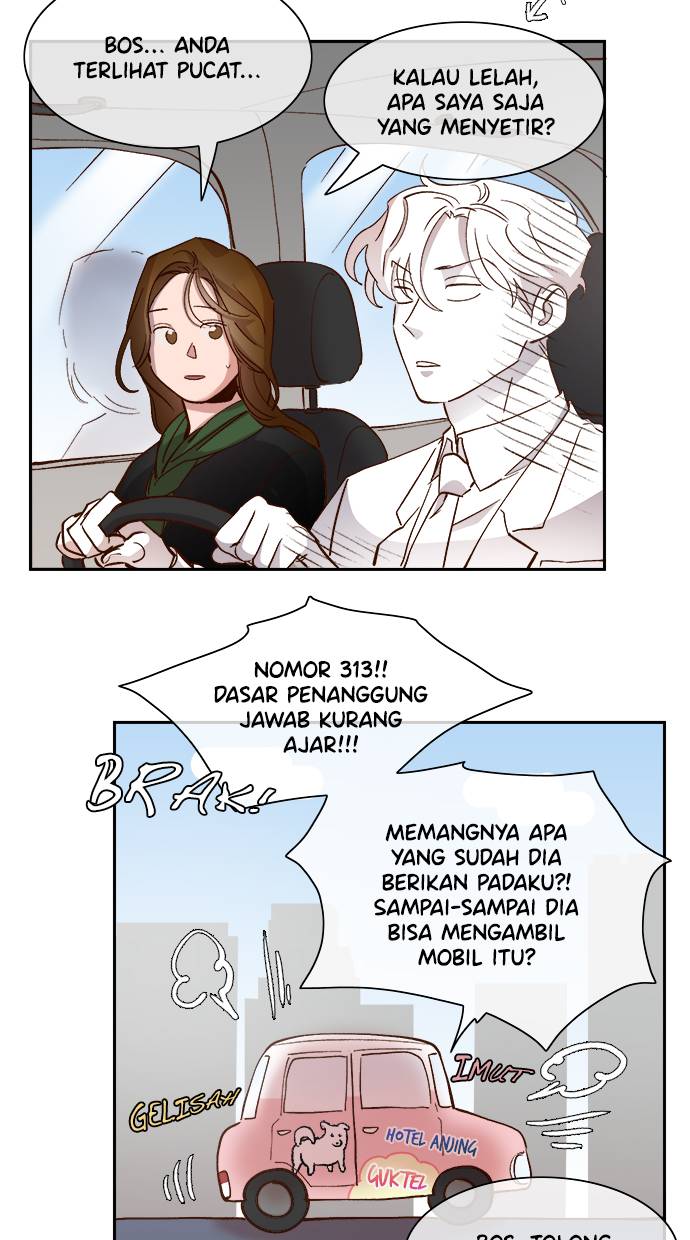 BOS... ANDA
TERLIHAT PUCAT...
KALAU LELAH,
APA SAYA SAJA
YANG MENYETIR?
NOMOR 313!!
DASAR PENANGGUNG
JAWAB KURANG
AJAR!!!
BRAK!
MEMANGNYA APA
YANG SUDAH DIA
BERIKAN PADAKU?!
SAMPAI-SAMPAI DIA
BISA MENGAMBIL
MOBIL ITU?
IMUT
GELISAH
HOTEL ANJING
GUKTEL
BOS, TOLONG